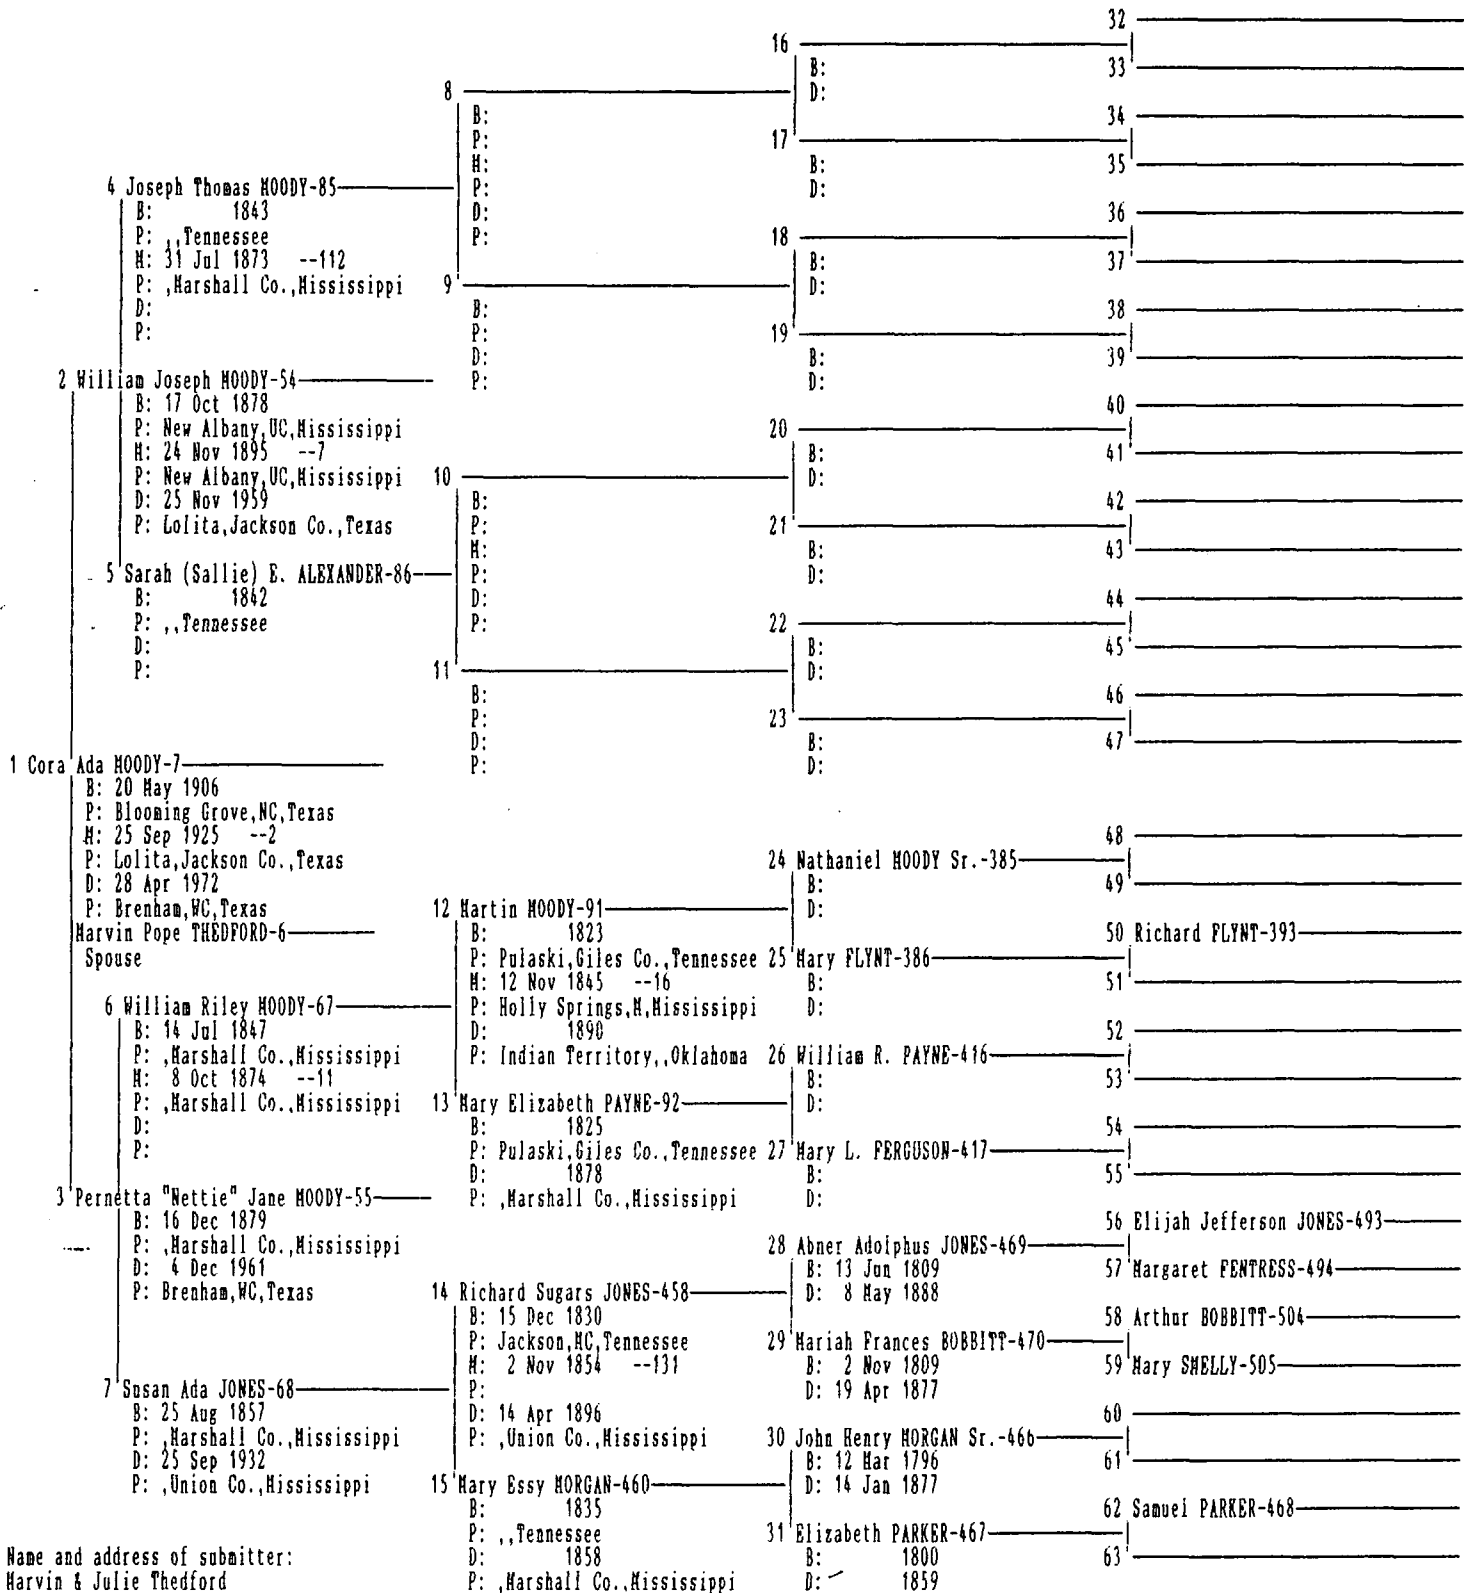 32
16
B:
33
8
D:
B:
34
P:
17
M:
B:
35
4 Joseph Thomas MOODY-85
P:
D:
B: 1843
D:
36
P: ,,Tennessee
P:
18
M: 31 Jul 1873 --112
B:
37
P: ,Marshall Co.,Mississippi
9
D:
D:
B:
38
P:
P:
19
D:
B:
39
2 William Joseph MOODY-54
P:
D:
B: 17 Oct 1878
40
P: New Albany,UC,Mississippi
20
M: 24 Nov 1895 --7
B:
41
P: New Albany,UC,Mississippi
10
D:
D: 25 Nov 1959
B:
42
P: Lolita,Jackson Co.,Texas
P:
21
M:
B:
43
5 Sarah (Sallie) E. ALEXANDER-86
P:
D:
B: 1842
D:
44
P: ,,Tennessee
P:
22
D:
B:
45
P:
11
D:
B:
46
P:
23
D:
B:
47
1 Cora Ada MOODY-7
P:
D:
B: 20 May 1906
P: Blooming Grove,NC,Texas
M: 25 Sep 1925 --2
48
P: Lolita,Jackson Co.,Texas
24 Nathaniel MOODY Sr.-385
D: 28 Apr 1972
B:
49
P: Brenham,WC,Texas
12 Martin MOODY-91
D:
Marvin Pope THEDFORD-6
B: 1823
50 Richard FLYNT-393
Spouse
P: Pulaski,Giles Co.,Tennessee
25 Mary FLYNT-386
M: 12 Nov 1845 --16
B:
51
6 William Riley MOODY-67
P: Holly Springs,M,Mississippi
D:
B: 14 Jul 1847
D: 1890
52
P: ,Marshall Co.,Mississippi
P: Indian Territory,,Oklahoma
26 William R. PAYNE-416
M: 8 Oct 1874 --11
B:
53
P: ,Marshall Co.,Mississippi
13 Mary Elizabeth PAYNE-92
D:
D:
B: 1825
54
P:
P: Pulaski,Giles Co.,Tennessee
27 Mary L. FERGUSON-417
D: 1878
B:
55
3 Pernetta "Nettie" Jane MOODY-55
P: ,Marshall Co.,Mississippi
D:
B: 16 Dec 1879
56 Elijah Jefferson JONES-493
P: ,Marshall Co.,Mississippi
28 Abner Adolphus JONES-469
D: 4 Dec 1961
B: 13 Jun 1809
57 Margaret FENTRESS-494
P: Brenham,WC,Texas
14 Richard Sugars JONES-458
D: 8 May 1888
B: 15 Dec 1830
58 Arthur BOBBITT-504
P: Jackson,MC,Tennessee
29 Mariah Frances BOBBITT-470
M: 2 Nov 1854 --131
B: 2 Nov 1809
59 Mary SMELLY-505
7 Susan Ada JONES-68
P:
D: 19 Apr 1877
B: 25 Aug 1857
D: 14 Apr 1896
60
P: ,Marshall Co.,Mississippi
P: ,Union Co.,Mississippi
30 John Henry MORGAN Sr.-466
D: 25 Sep 1932
B: 12 Mar 1796
61
P: ,Union Co.,Mississippi
15 Mary Essy MORGAN-460
D: 14 Jan 1877
B: 1835
62 Samuel PARKER-468
P: ,,Tennessee
31 Elizabeth PARKER-467
Name and address of submitter:
D: 1858
B: 1800
63
Marvin & Julie Thedford
P: ,Marshall Co.,Mississippi
D: 1859